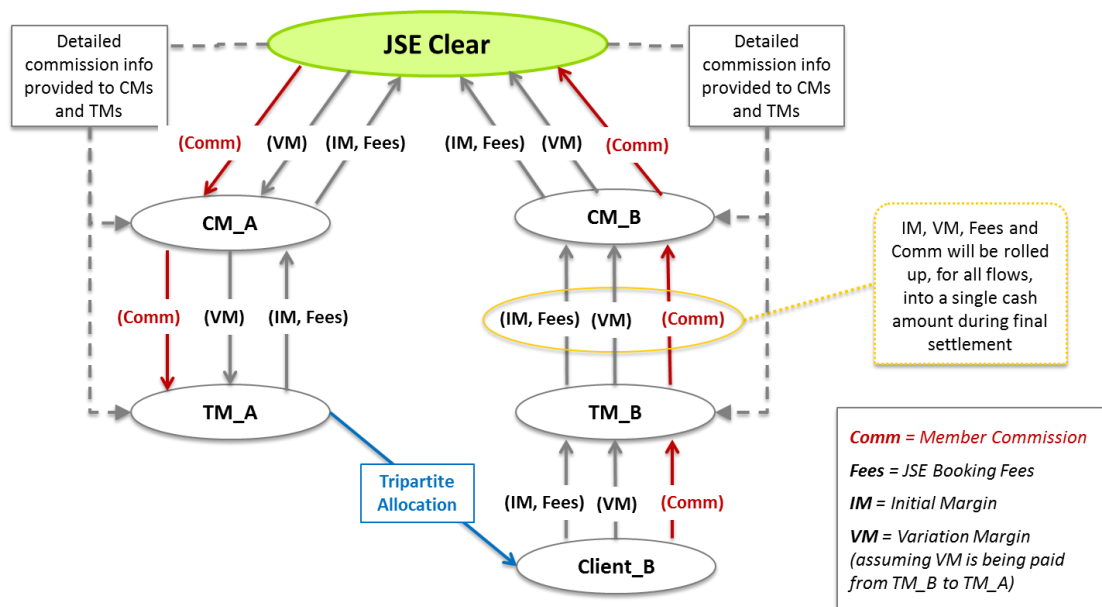 JSE Clear
Detailed
commission info
provided to CMs
and TMs
Detailed
commission info
provided to CMs
and TMs
(Comm) (VM) (IM, Fees) (IM, Fees) (VM) (Comm)
CM_A
CM_B
IM, VM, Fees and
Comm will be rolled
up, for all flows,
into a single cash
amount during final
settlement
(Comm) (VM) (IM, Fees)
(IM, Fees) (VM) (Comm)
TM_A
TM_B
Tripartite
Allocation
(IM, Fees) (VM) (Comm)
Client_B
Comm = Member Commission
Fees = JSE Booking Fees
IM = Initial Margin
VM = Variation Margin
(assuming VM is being paid
from TM_B to TM_A)